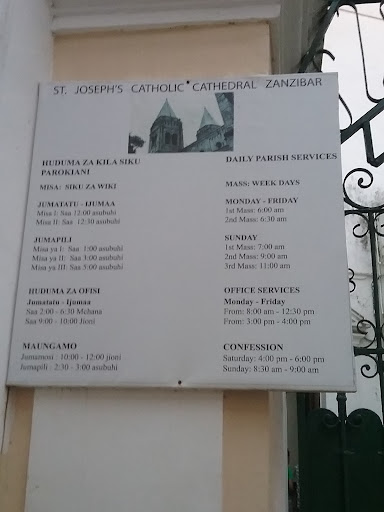 ST. JOSEPH'S CATHOLIC CATHEDRAL ZANZIBAR
HUDUMA ZA KILA SIKU
PAROKIANI
MISA: SIKU ZA WIKI
JUMATATU - IJUMAA
Misa I: Saa 12:00 asubuhi
Misa II: Saa 12:30 asubuhi
JUMAPILI
Misa ya I: Saa 1:00 asubuhi
Misa ya II: Saa 3:00 asubuhi
Misa ya III: Saa 5:00 asubuhi
HUDUMA ZA OFISI
Jumatatu - Ijumaa
Saa 2:00 - 6:30 Mchana
Saa 9:00 - 10:00 Jioni
MAUNGAMO
Jumamosi : 10:00 - 12:00 jioni
Jumapili : 2:30 - 3:00 asubuhi
DAILY PARISH SERVICES
MASS: WEEK DAYS
MONDAY - FRIDAY
1st Mass: 6:00 am
2nd Mass: 6:30 am
SUNDAY
1st Mass: 7:00 am
2nd Mass: 9:00 am
3rd Mass: 11:00 am
OFFICE SERVICES
Monday - Friday
From: 8:00 am - 12:30 pm
From: 3:00 pm - 4:00 pm
CONFESSION
Saturday: 4:00 pm - 6:00 pm
Sunday: 8:30 am - 9:00 am